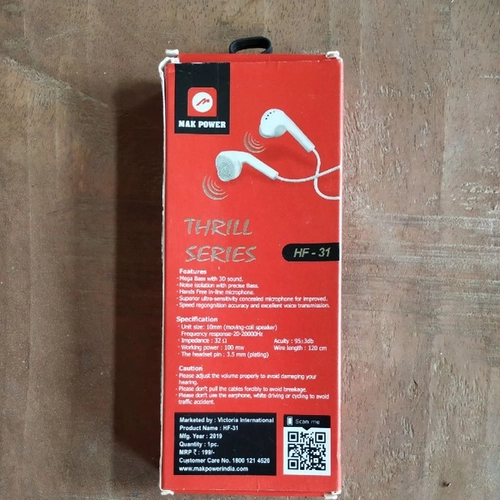 MAK POWER
THRILL
SERIES
HF - 31
Features
- Mega Bass with 3D sound.
- Noise isolation with precise Bass.
- Hands Free in-line microphone.
- Superior ultra-sensitivity concealed microphone for improved.
- Speed regongnition accuracy and excellent voice transmission.
Specification
- Unit size: 10mm (moving-coil speaker)
Frequency response-20-20000Hz
- Impedance : 32 Ω Acuity : 95±3db
- Working power : 100 mw Wire length : 120 cm
- The headset pin : 3.5 mm (plating)
Caution
- Please adjust the volume properly to avoid damageing your
hearing.
- Please don't pull the cables forcibly to avoid breakage.
- Please don't use the earphone, white driving or cycling to avoid
traffic accident.
Marketed by : Victoria International
Product Name : HF-31
Mfg. Year : 2019
Quantity : 1pc.
MRP ₹ : 199/-
Customer Care No. 1800 121 4520
www.makpowerindia.com
Scan me